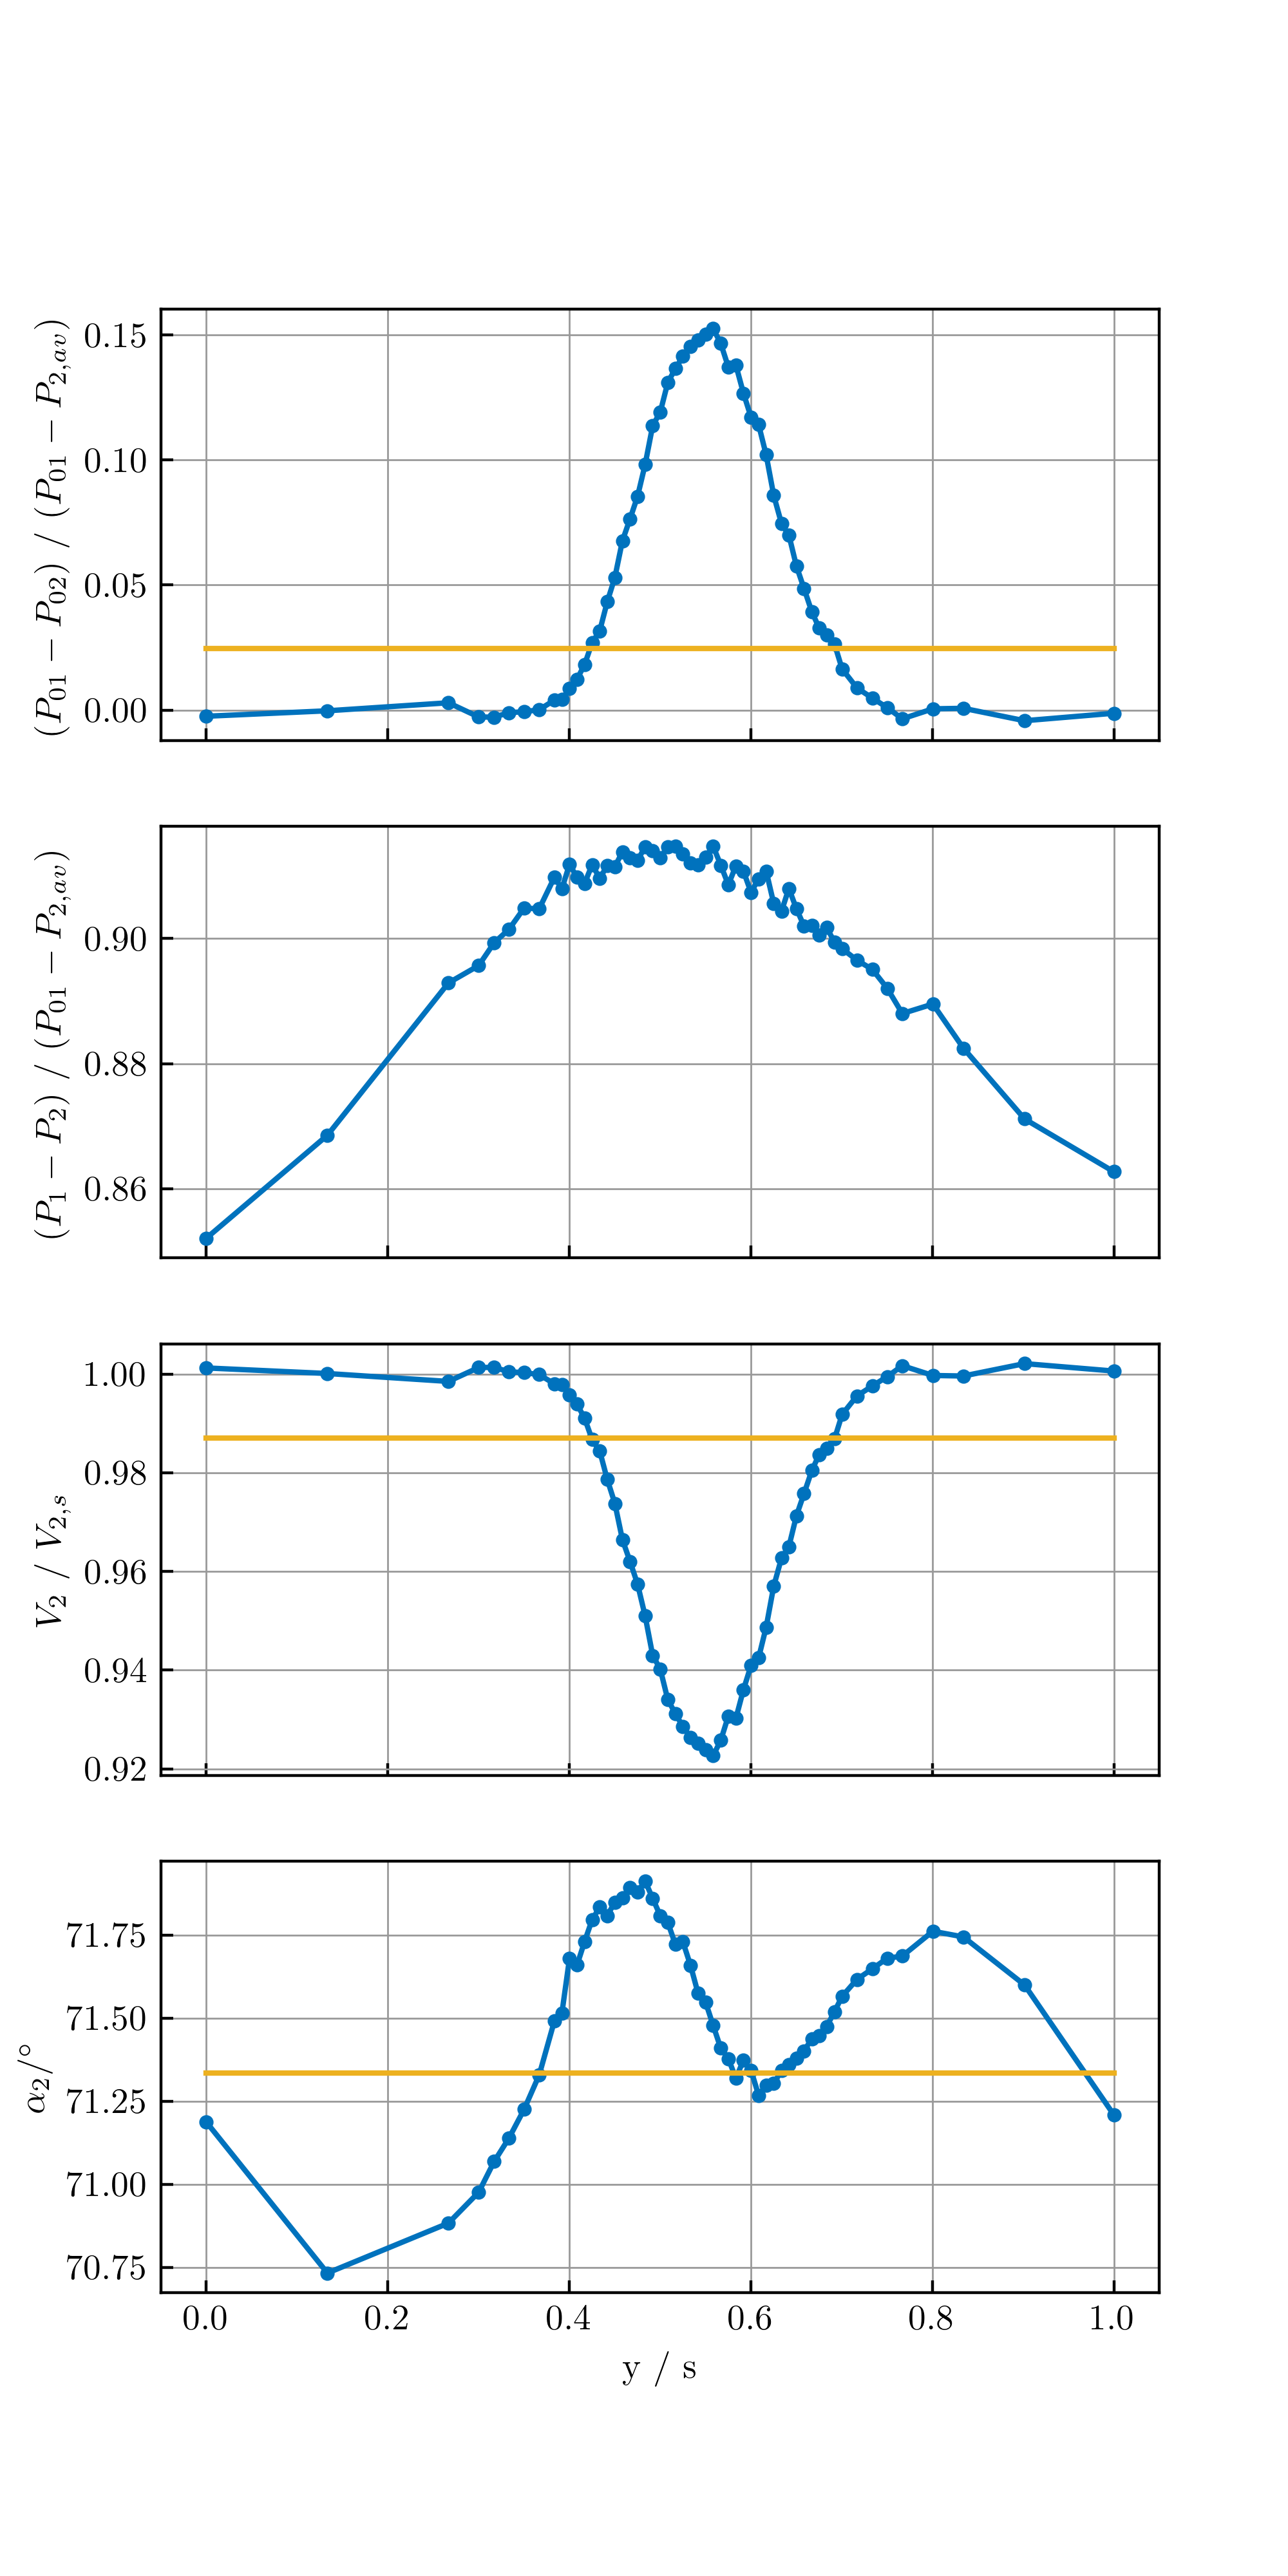 (P₀₁ − P₀₂) / (P₀₁ − P₂,ₐᵥ)
0.15
0.10
0.05
0.00
(P₁ − P₂) / (P₀₁ − P₂,ₐᵥ)
0.90
0.88
0.86
V₂ / V₂,ₛ
1.00
0.98
0.96
0.94
0.92
α₂/°
71.75
71.50
71.25
71.00
70.75
0.0 0.2 0.4 0.6 0.8 1.0
y / s